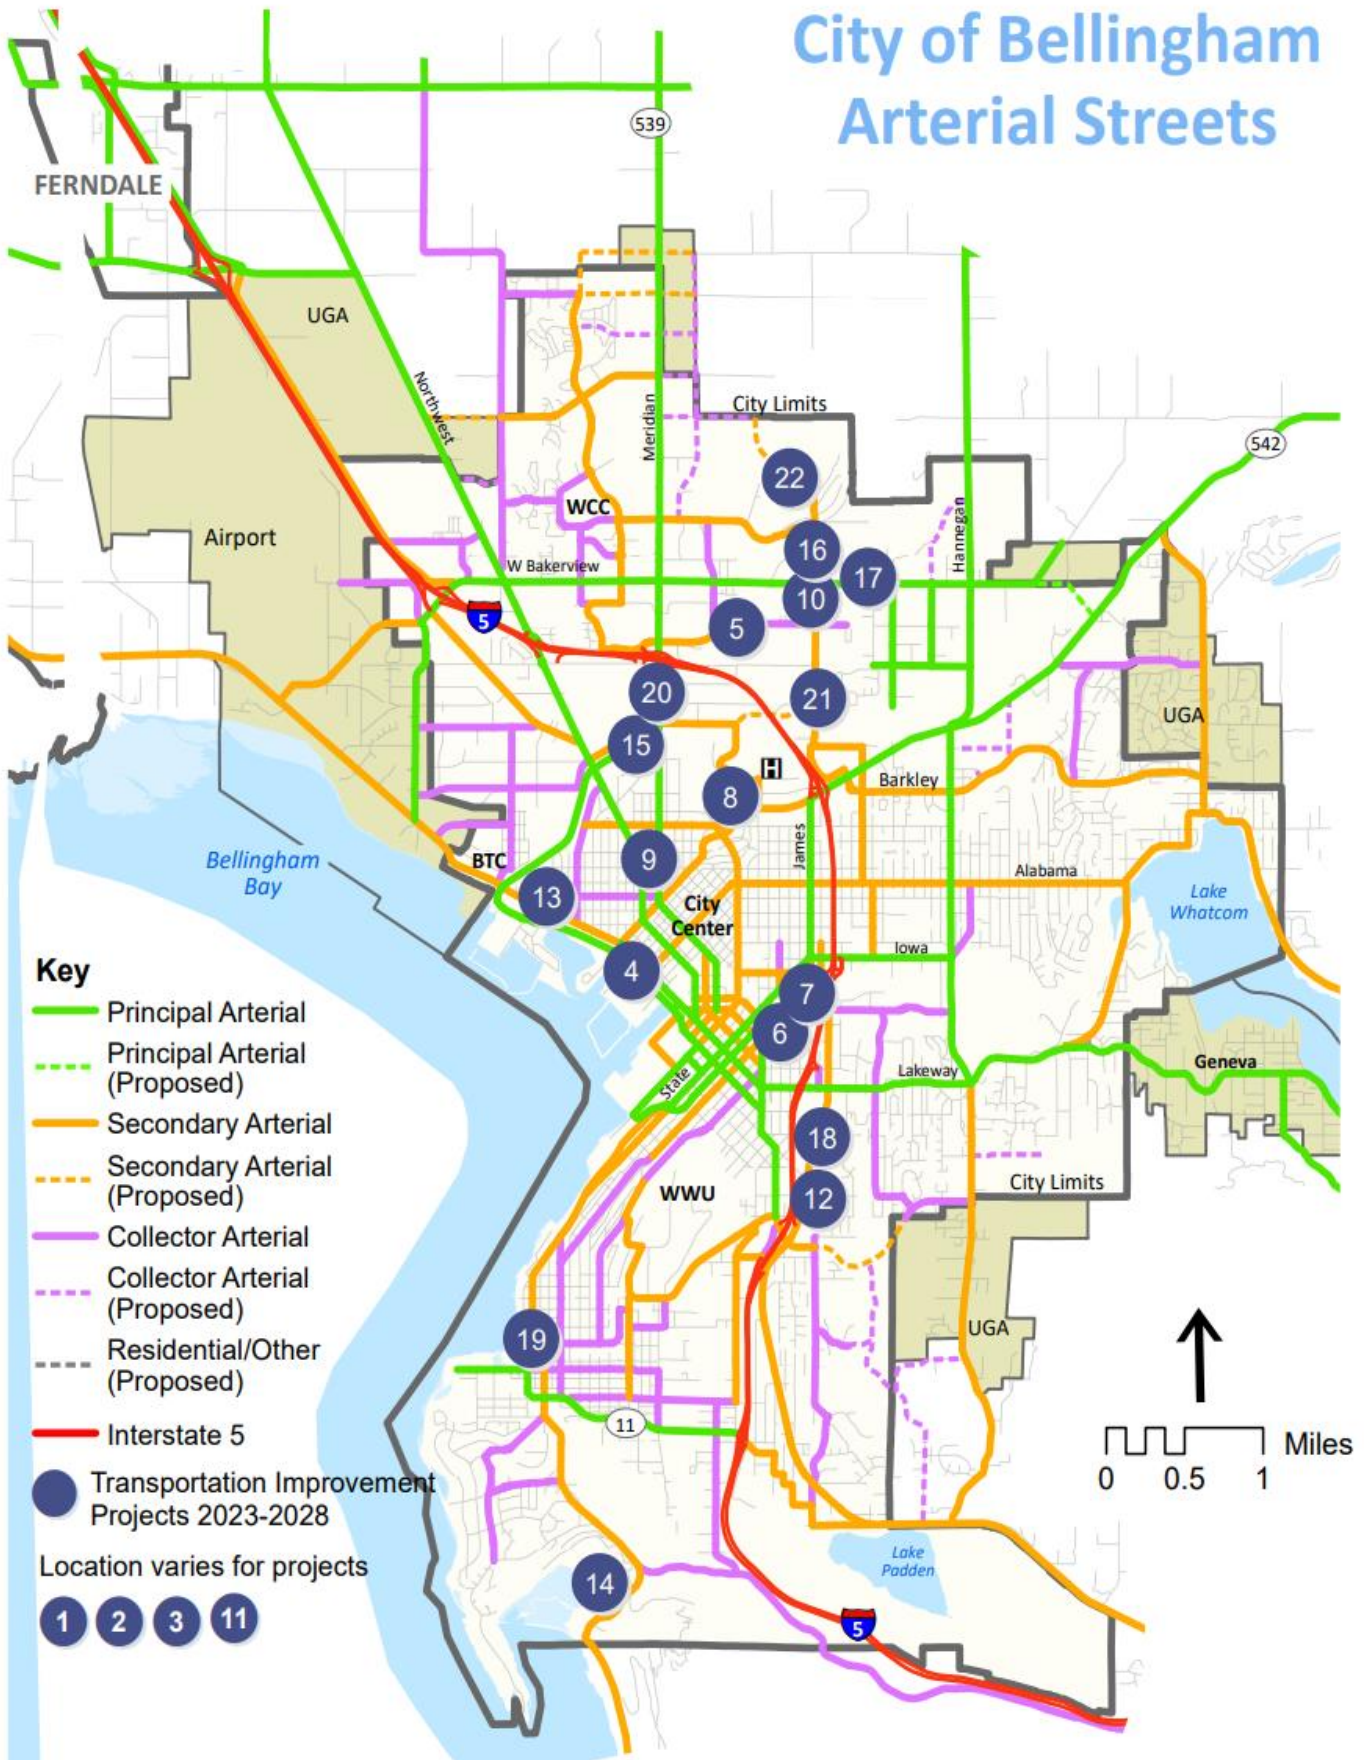 City of Bellingham
Arterial Streets
539
FERNDALE
UGA
Northwest
Meridian
City Limits
542
22
WCC
Hannegan
Airport
16
W Bakerview
17
10
5
5
20
21
UGA
15
H
Barkley
8
James
Bellingham
Bay
BTC
9
Alabama
13
City
Center
Lake
Whatcom
4
Iowa
7
6
State
Lakeway
Geneva
18
WWU
City Limits
12
19
UGA
11
14
Lake
Padden
5
Key
Principal Arterial
Principal Arterial
(Proposed)
Secondary Arterial
Secondary Arterial
(Proposed)
Collector Arterial
Collector Arterial
(Proposed)
Residential/Other
(Proposed)
Interstate 5
Transportation Improvement
Projects 2023-2028
Location varies for projects
1 2 3 11
Miles
0 0.5 1